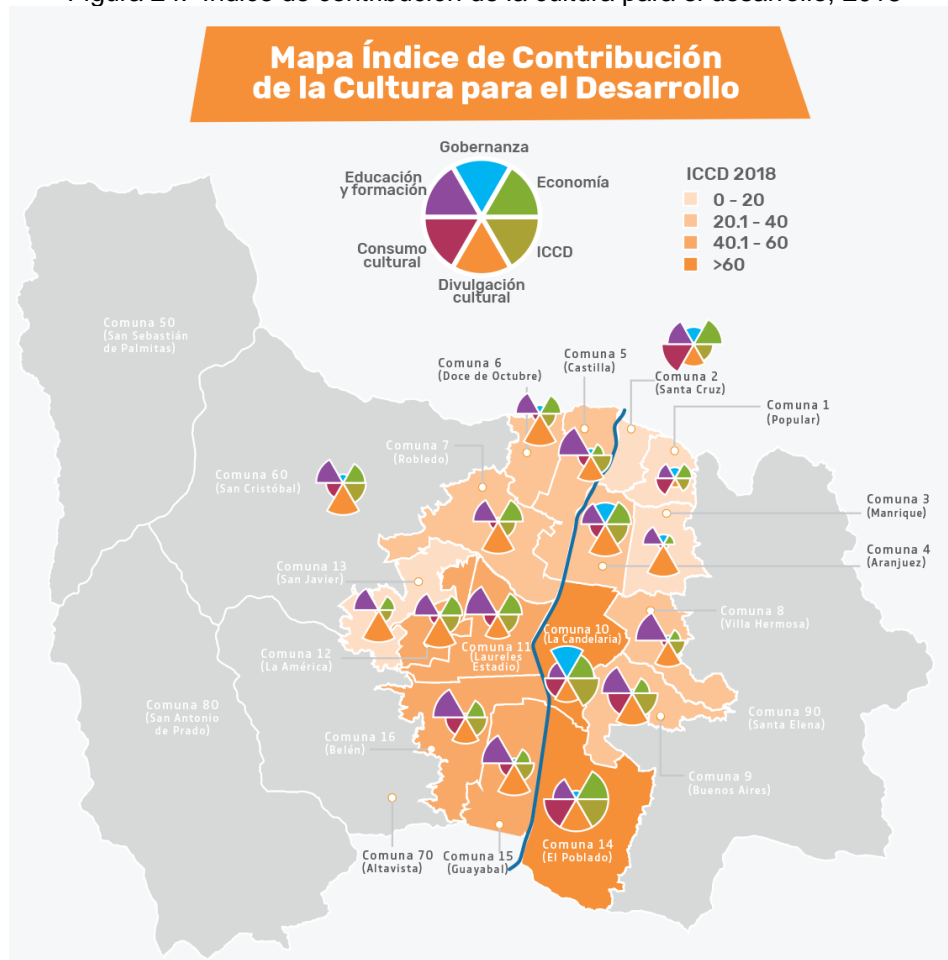 Mapa Índice de Contribución
de la Cultura para el Desarrollo
Gobernanza
Educación
y formación
Economía
Consumo
cultural
ICCD
Divulgación
cultural
ICCD 2018
0 - 20
20.1 - 40
40.1 - 60
>60
Comuna 50
(San Sebastián
de Palmitas)
Comuna 6
(Doce de Octubre)
Comuna 5
(Castilla)
Comuna 2
(Santa Cruz)
Comuna 1
(Popular)
Comuna 7
(Robledo)
Comuna 60
(San Cristóbal)
Comuna 3
(Manrique)
Comuna 4
(Aranjuez)
Comuna 13
(San Javier)
Comuna 8
(Villa Hermosa)
Comuna 10
(La Candelaria)
Comuna 11
(Laureles
Estadio)
Comuna 12
(La América)
Comuna 80
(San Antonio
de Prado)
Comuna 90
(Santa Elena)
Comuna 16
(Belén)
Comuna 9
(Buenos Aires)
Comuna 14
(El Poblado)
Comuna 70
(Altavista)
Comuna 15
(Guayabal)